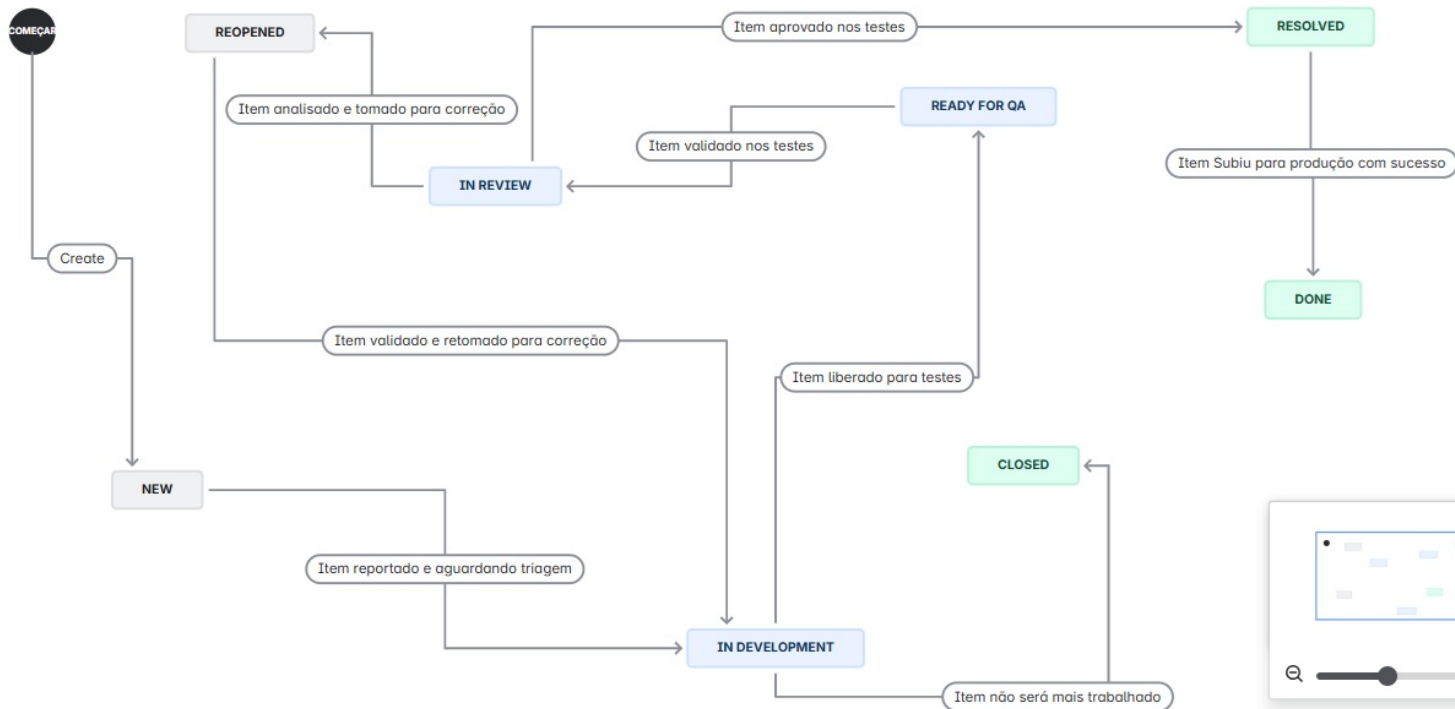 COMEÇAR
REOPENED
Item aprovado nos testes
RESOLVED
Item analisado e tomado para correção
READY FOR QA
Item validado nos testes
Item Subiu para produção com sucesso
IN REVIEW
Create
DONE
Item validado e retomado para correção
Item liberado para testes
CLOSED
NEW
Item reportado e aguardando triagem
IN DEVELOPMENT
Item não será mais trabalhado